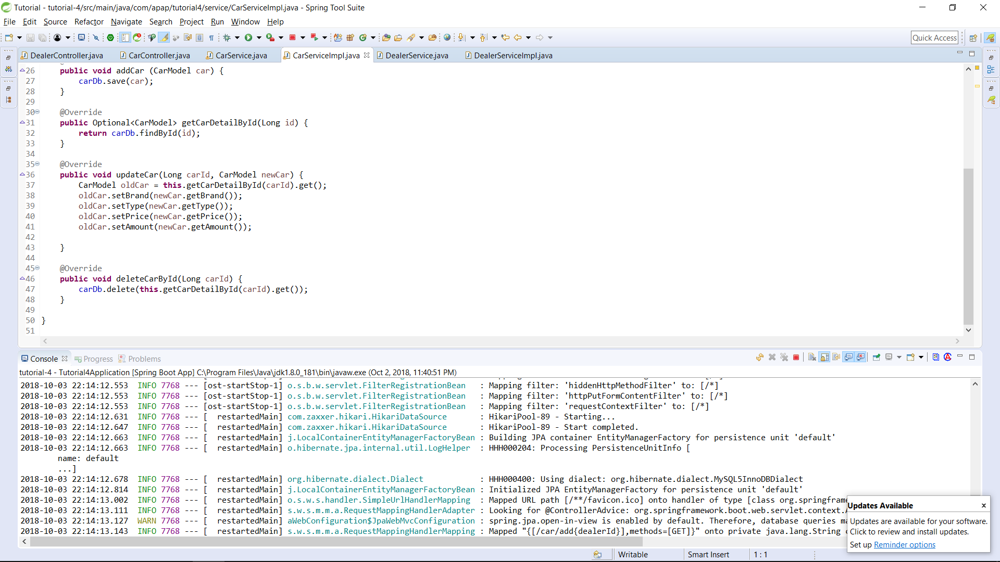 Tutorial - tutorial-4/src/main/java/com/apap/tutorial4/service/CarServiceImpl.java - Spring Tool Suite
File Edit Source Refactor Navigate Search Project Run Window Help
Quick Access
DealerController.java CarController.java CarService.java CarServiceImpl.java DealerService.java DealerServiceImpl.java
26 public void addCar (CarModel car) {
27 carDb.save(car);
28 }
29
30 @Override
31 public Optional<CarModel> getCarDetailById(Long id) {
32 return carDb.findById(id);
33 }
34
35 @Override
36 public void updateCar(Long carId, CarModel newCar) {
37 CarModel oldCar = this.getCarDetailById(carId).get();
38 oldCar.setBrand(newCar.getBrand());
39 oldCar.setType(newCar.getType());
40 oldCar.setPrice(newCar.getPrice());
41 oldCar.setAmount(newCar.getAmount());
42
43 }
44
45 @Override
46 public void deleteCarById(Long carId) {
47 carDb.delete(this.getCarDetailById(carId).get());
48 }
49
50 }
51
Console Progress Problems
tutorial-4 - Tutorial4Application [Spring Boot App] C:\Program Files\Java\jdk1.8.0_181\bin\javaw.exe (Oct 2, 2018, 11:40:51 PM)
2018-10-03 22:14:12.553 INFO 7768 --- [ost-startStop-1] o.s.b.w.servlet.FilterRegistrationBean : Mapping filter: 'hiddenHttpMethodFilter' to: [/*]
2018-10-03 22:14:12.553 INFO 7768 --- [ost-startStop-1] o.s.b.w.servlet.FilterRegistrationBean : Mapping filter: 'httpPutFormContentFilter' to: [/*]
2018-10-03 22:14:12.553 INFO 7768 --- [ost-startStop-1] o.s.b.w.servlet.FilterRegistrationBean : Mapping filter: 'requestContextFilter' to: [/*]
2018-10-03 22:14:12.631 INFO 7768 --- [ restartedMain] com.zaxxer.hikari.HikariDataSource : HikariPool-89 - Starting...
2018-10-03 22:14:12.647 INFO 7768 --- [ restartedMain] com.zaxxer.hikari.HikariDataSource : HikariPool-89 - Start completed.
2018-10-03 22:14:12.663 INFO 7768 --- [ restartedMain] j.LocalContainerEntityManagerFactoryBean : Building JPA container EntityManagerFactory for persistence unit 'default'
2018-10-03 22:14:12.663 INFO 7768 --- [ restartedMain] o.hibernate.jpa.internal.util.LogHelper : HHH000204: Processing PersistenceUnitInfo [
name: default
...]
2018-10-03 22:14:12.678 INFO 7768 --- [ restartedMain] org.hibernate.dialect.Dialect : HHH000400: Using dialect: org.hibernate.dialect.MySQL5InnoDBDialect
2018-10-03 22:14:12.814 INFO 7768 --- [ restartedMain] j.LocalContainerEntityManagerFactoryBean : Initialized JPA EntityManagerFactory for persistence unit 'default'
2018-10-03 22:14:13.002 INFO 7768 --- [ restartedMain] o.s.w.s.handler.SimpleUrlHandlerMapping : Mapped URL path [/**/favicon.ico] onto handler of type [class org.springframe
2018-10-03 22:14:13.111 INFO 7768 --- [ restartedMain] s.w.s.m.m.a.RequestMappingHandlerAdapter : Looking for @ControllerAdvice: org.springframework.boot.web.servlet.context.
2018-10-03 22:14:13.127 WARN 7768 --- [ restartedMain] aWebConfiguration$JpaWebMvcConfiguration : spring.jpa.open-in-view is enabled by default. Therefore, database queries
2018-10-03 22:14:13.143 INFO 7768 --- [ restartedMain] s.w.s.m.m.a.RequestMappingHandlerMapping : Mapped "{[/car/add{dealerId}],methods=[GET]}" onto private java.lang.String
Updates Available
Updates are available for your software.
Click to review and install updates.
Set up Reminder options
Writable Smart Insert 1 : 1